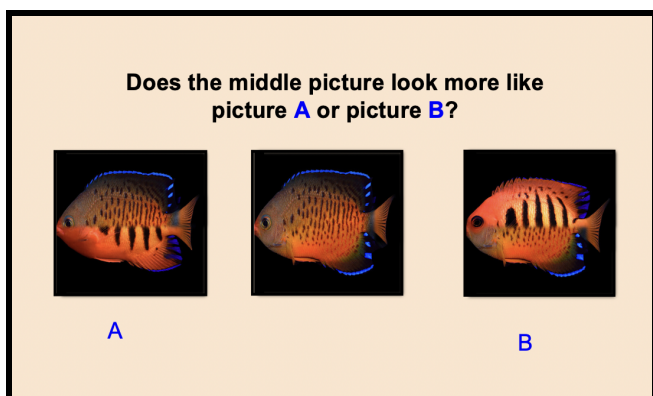 Does the middle picture look more like
picture A or picture B?
A
B